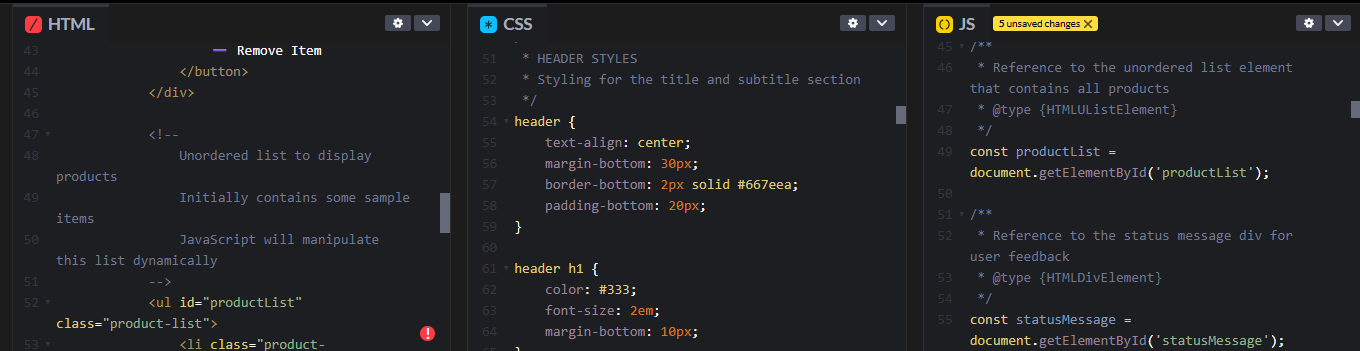 HTML
43 ➖ Remove Item
44 </button>
45 </div>
46
47 <!--
48 Unordered list to display
products
49 Initially contains some sample
items
50 JavaScript will manipulate
this list dynamically
51 -->
52 <ul id="productList"
class="product-list">
53 <li class="product-
CSS
51 * HEADER STYLES
52 * Styling for the title and subtitle section
53 */
54 header {
55 text-align: center;
56 margin-bottom: 30px;
57 border-bottom: 2px solid #667eea;
58 padding-bottom: 20px;
59 }
60
61 header h1 {
62 color: #333;
63 font-size: 2em;
64 margin-bottom: 10px;
65 }
JS
5 unsaved changes ✕
45 /**
46 * Reference to the unordered list element
that contains all products
47 * @type {HTMLUListElement}
48 */
49 const productList =
document.getElementById('productList');
50
51 /**
52 * Reference to the status message div for
user feedback
53 * @type {HTMLDivElement}
54 */
55 const statusMessage =
document.getElementById('statusMessage');